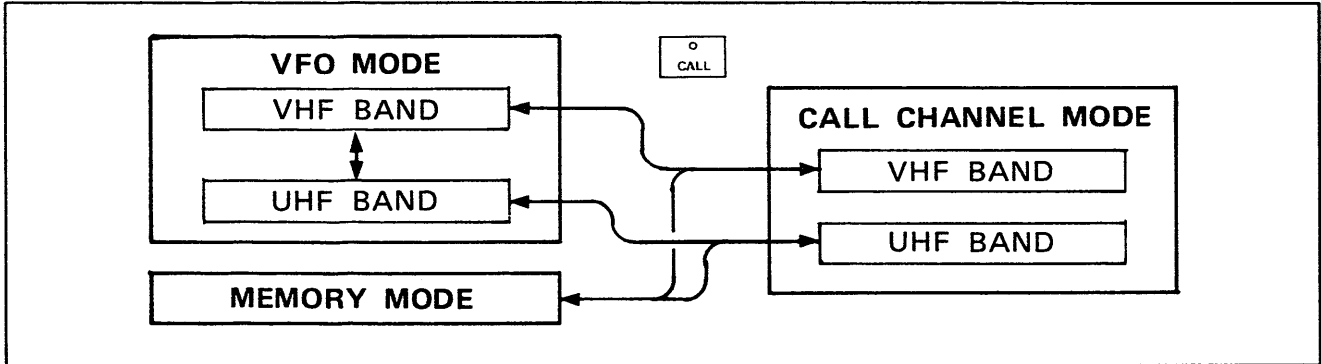 VFO MODE
VHF BAND
UHF BAND
MEMORY MODE
CALL
CALL CHANNEL MODE
VHF BAND
UHF BAND